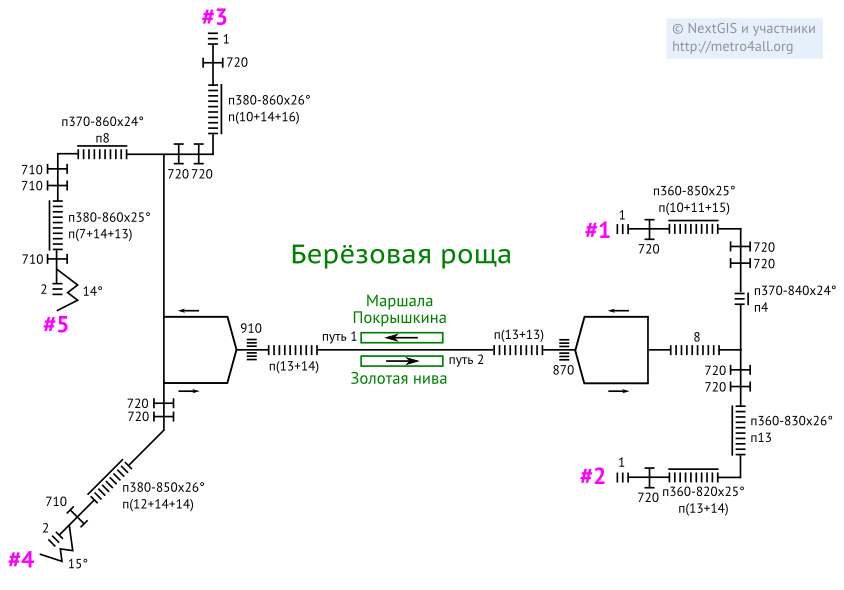 #3
1
720
© NextGIS и участники
http://metro4all.org
п380-860x26°
п(10+14+16)
п370-860x24°
п8
720 720
710
710
п380-860x25°
п(7+14+13)
710
2
14°
#5
п360-850x25°
п(10+11+15)
1
#1
720
720
720
п370-840x24°
п4
Берёзовая роща
Маршала
Покрышкина
910
путь 1
п(13+13)
8
п(13+14)
путь 2
870
Золотая нива
720
720
720
720
п360-830x26°
п13
1
#2
720
п360-820x25°
п(13+14)
п380-850x26°
п(12+14+14)
710
2
#4
15°